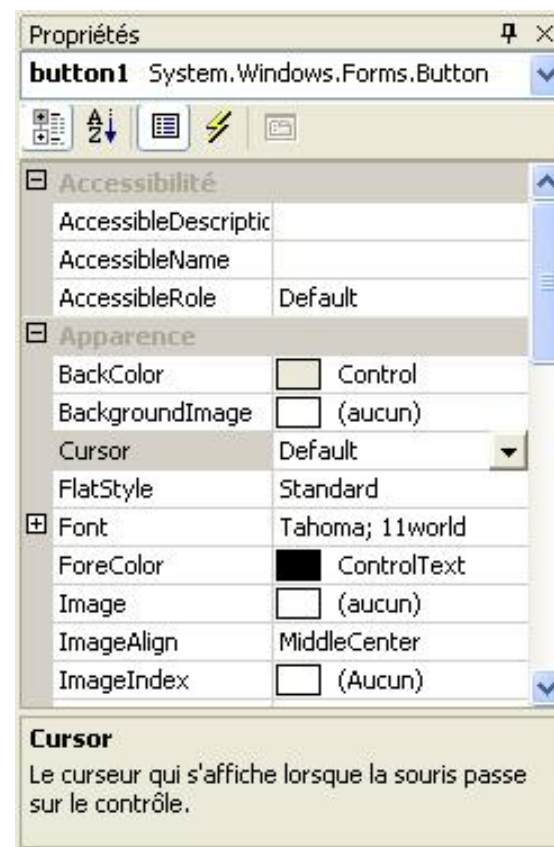 Propriétés
button1 System.Windows.Forms.Button
Accessibilité
AccessibleDescriptic
AccessibleName
AccessibleRole Default
Apparence
BackColor Control
BackgroundImage (aucun)
Cursor Default
FlatStyle Standard
Font Tahoma; 11world
ForeColor ControlText
Image (aucun)
ImageAlign MiddleCenter
ImageIndex (Aucun)
Cursor
Le curseur qui s'affiche lorsque la souris passe
sur le contrôle.